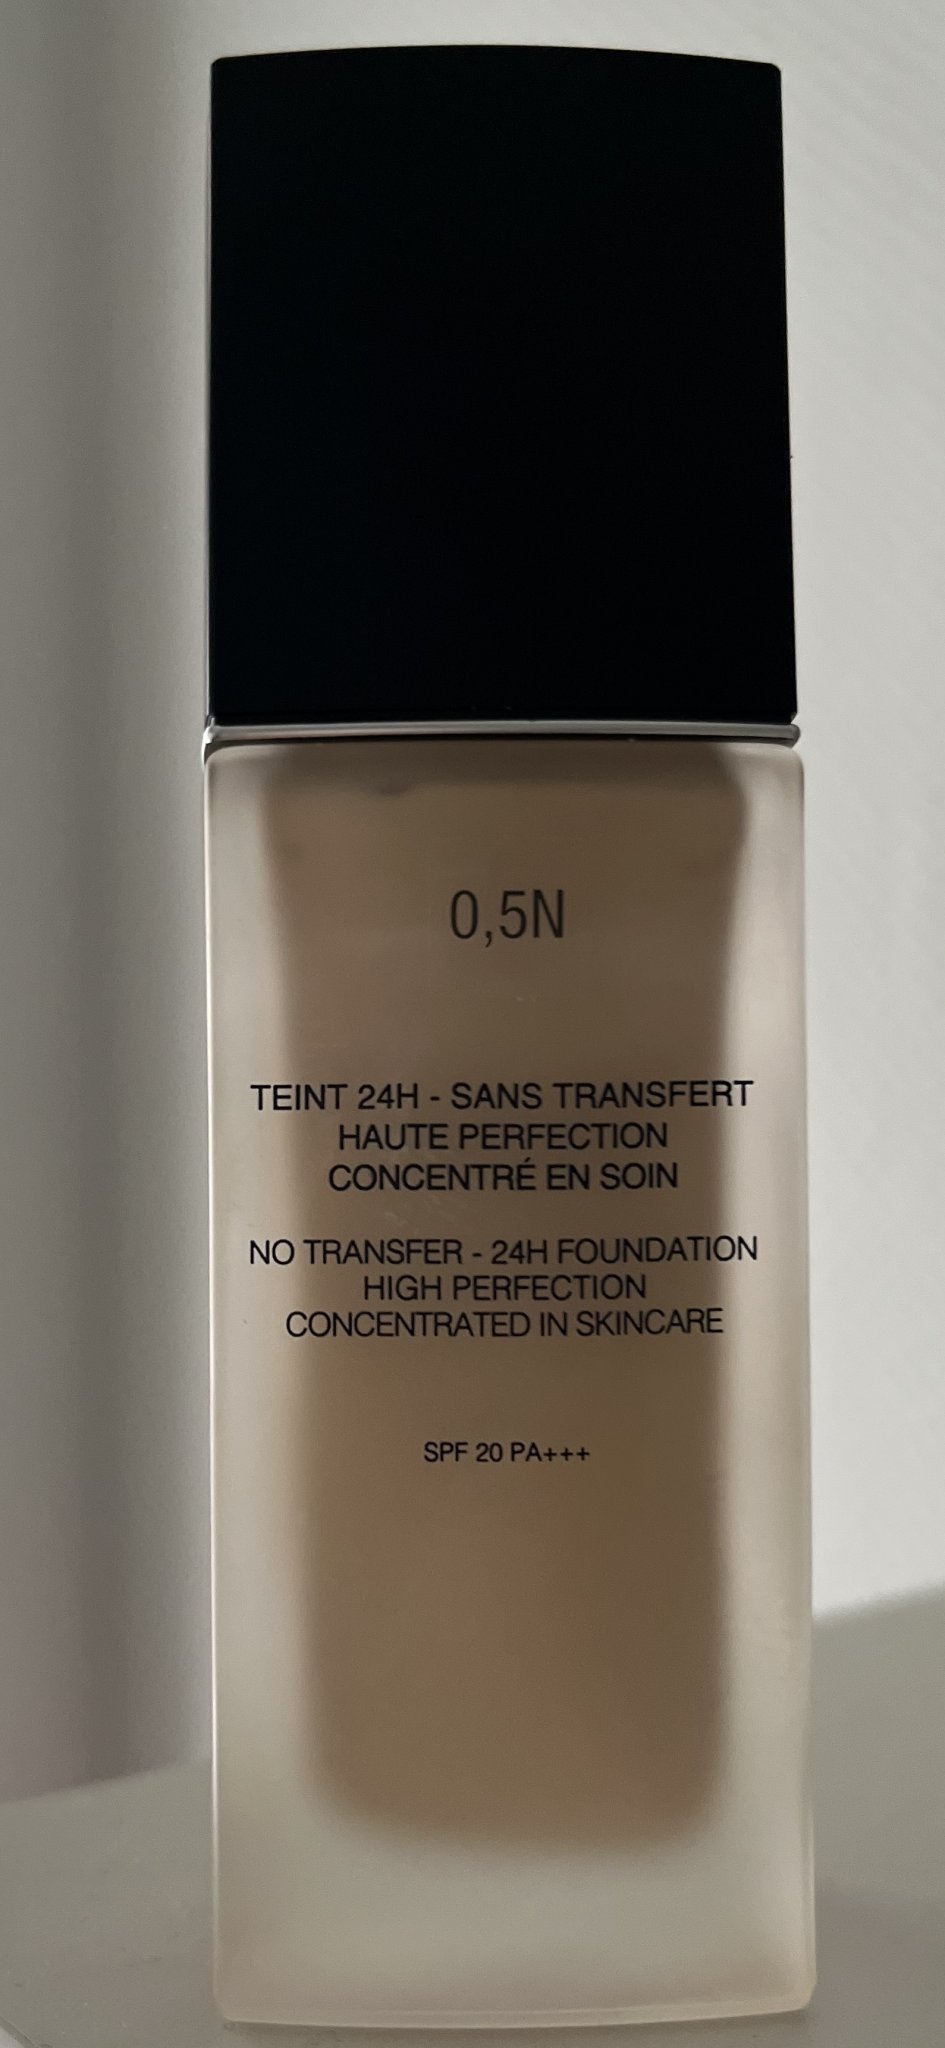 0,5N
TEINT 24H - SANS TRANSFERT
HAUTE PERFECTION
CONCENTRÉ EN SOIN
NO TRANSFER - 24H FOUNDATION
HIGH PERFECTION
CONCENTRATED IN SKINCARE
SPF 20 PA+++